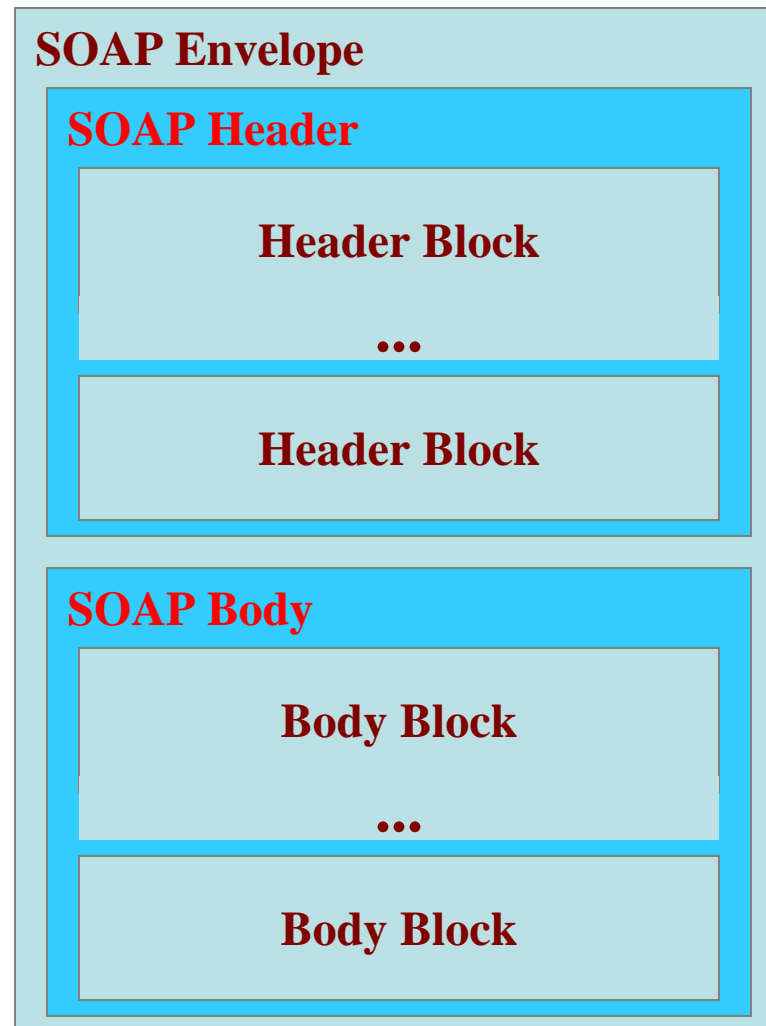 SOAP Envelope
SOAP Header
Header Block
...
Header Block
SOAP Body
Body Block
...
Body Block